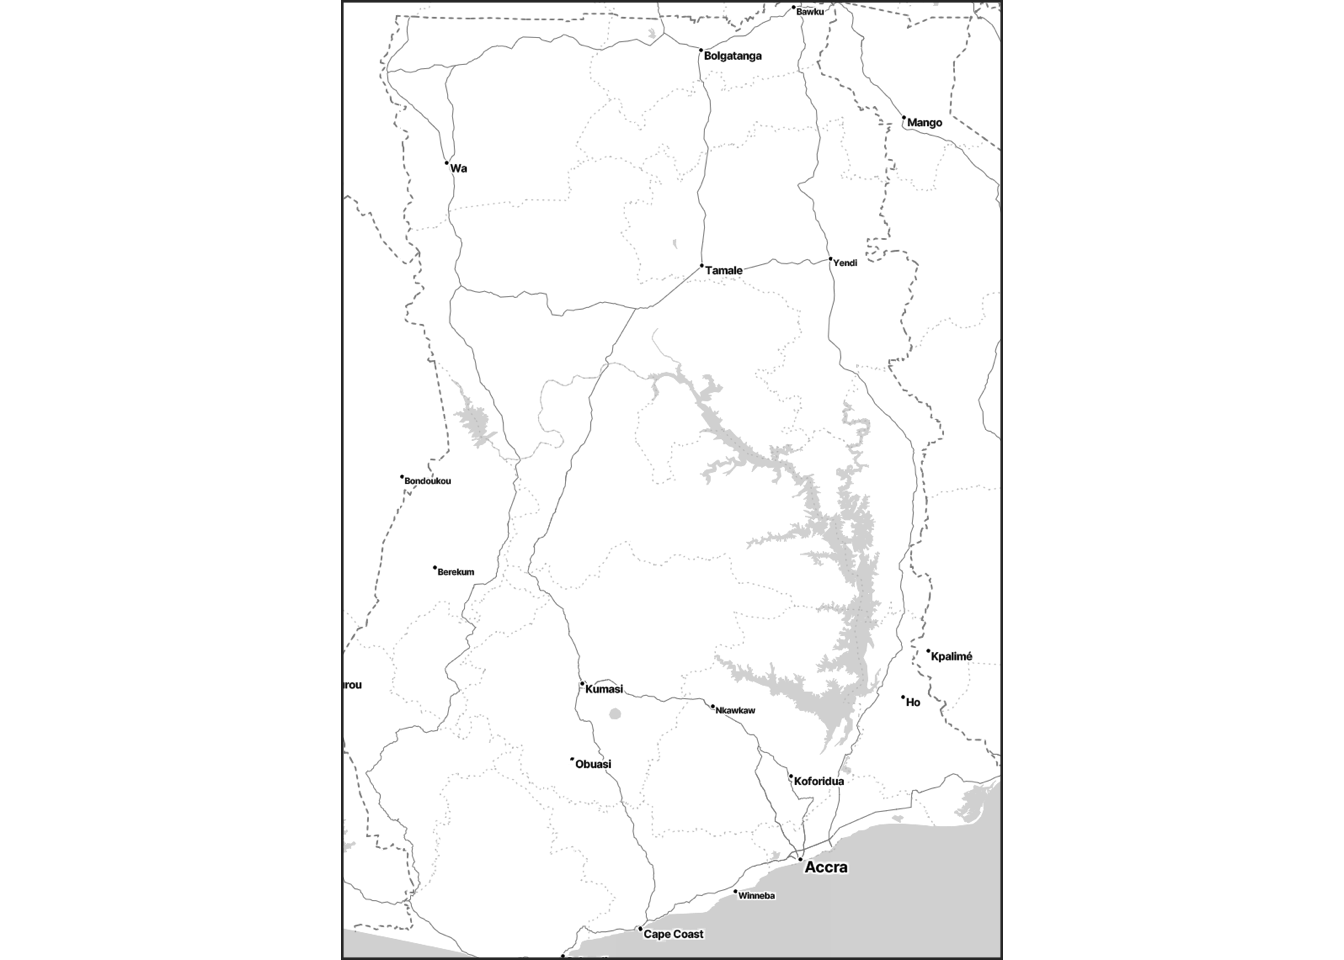 Bawku
Bolgatanga
Mango
Wa
Yendi
Tamale
Bondoukou
Berekum
Kpalimé
urou
Kumasi
Ho
Nkawkaw
Obuasi
Koforidua
Accra
Winneba
Cape Coast